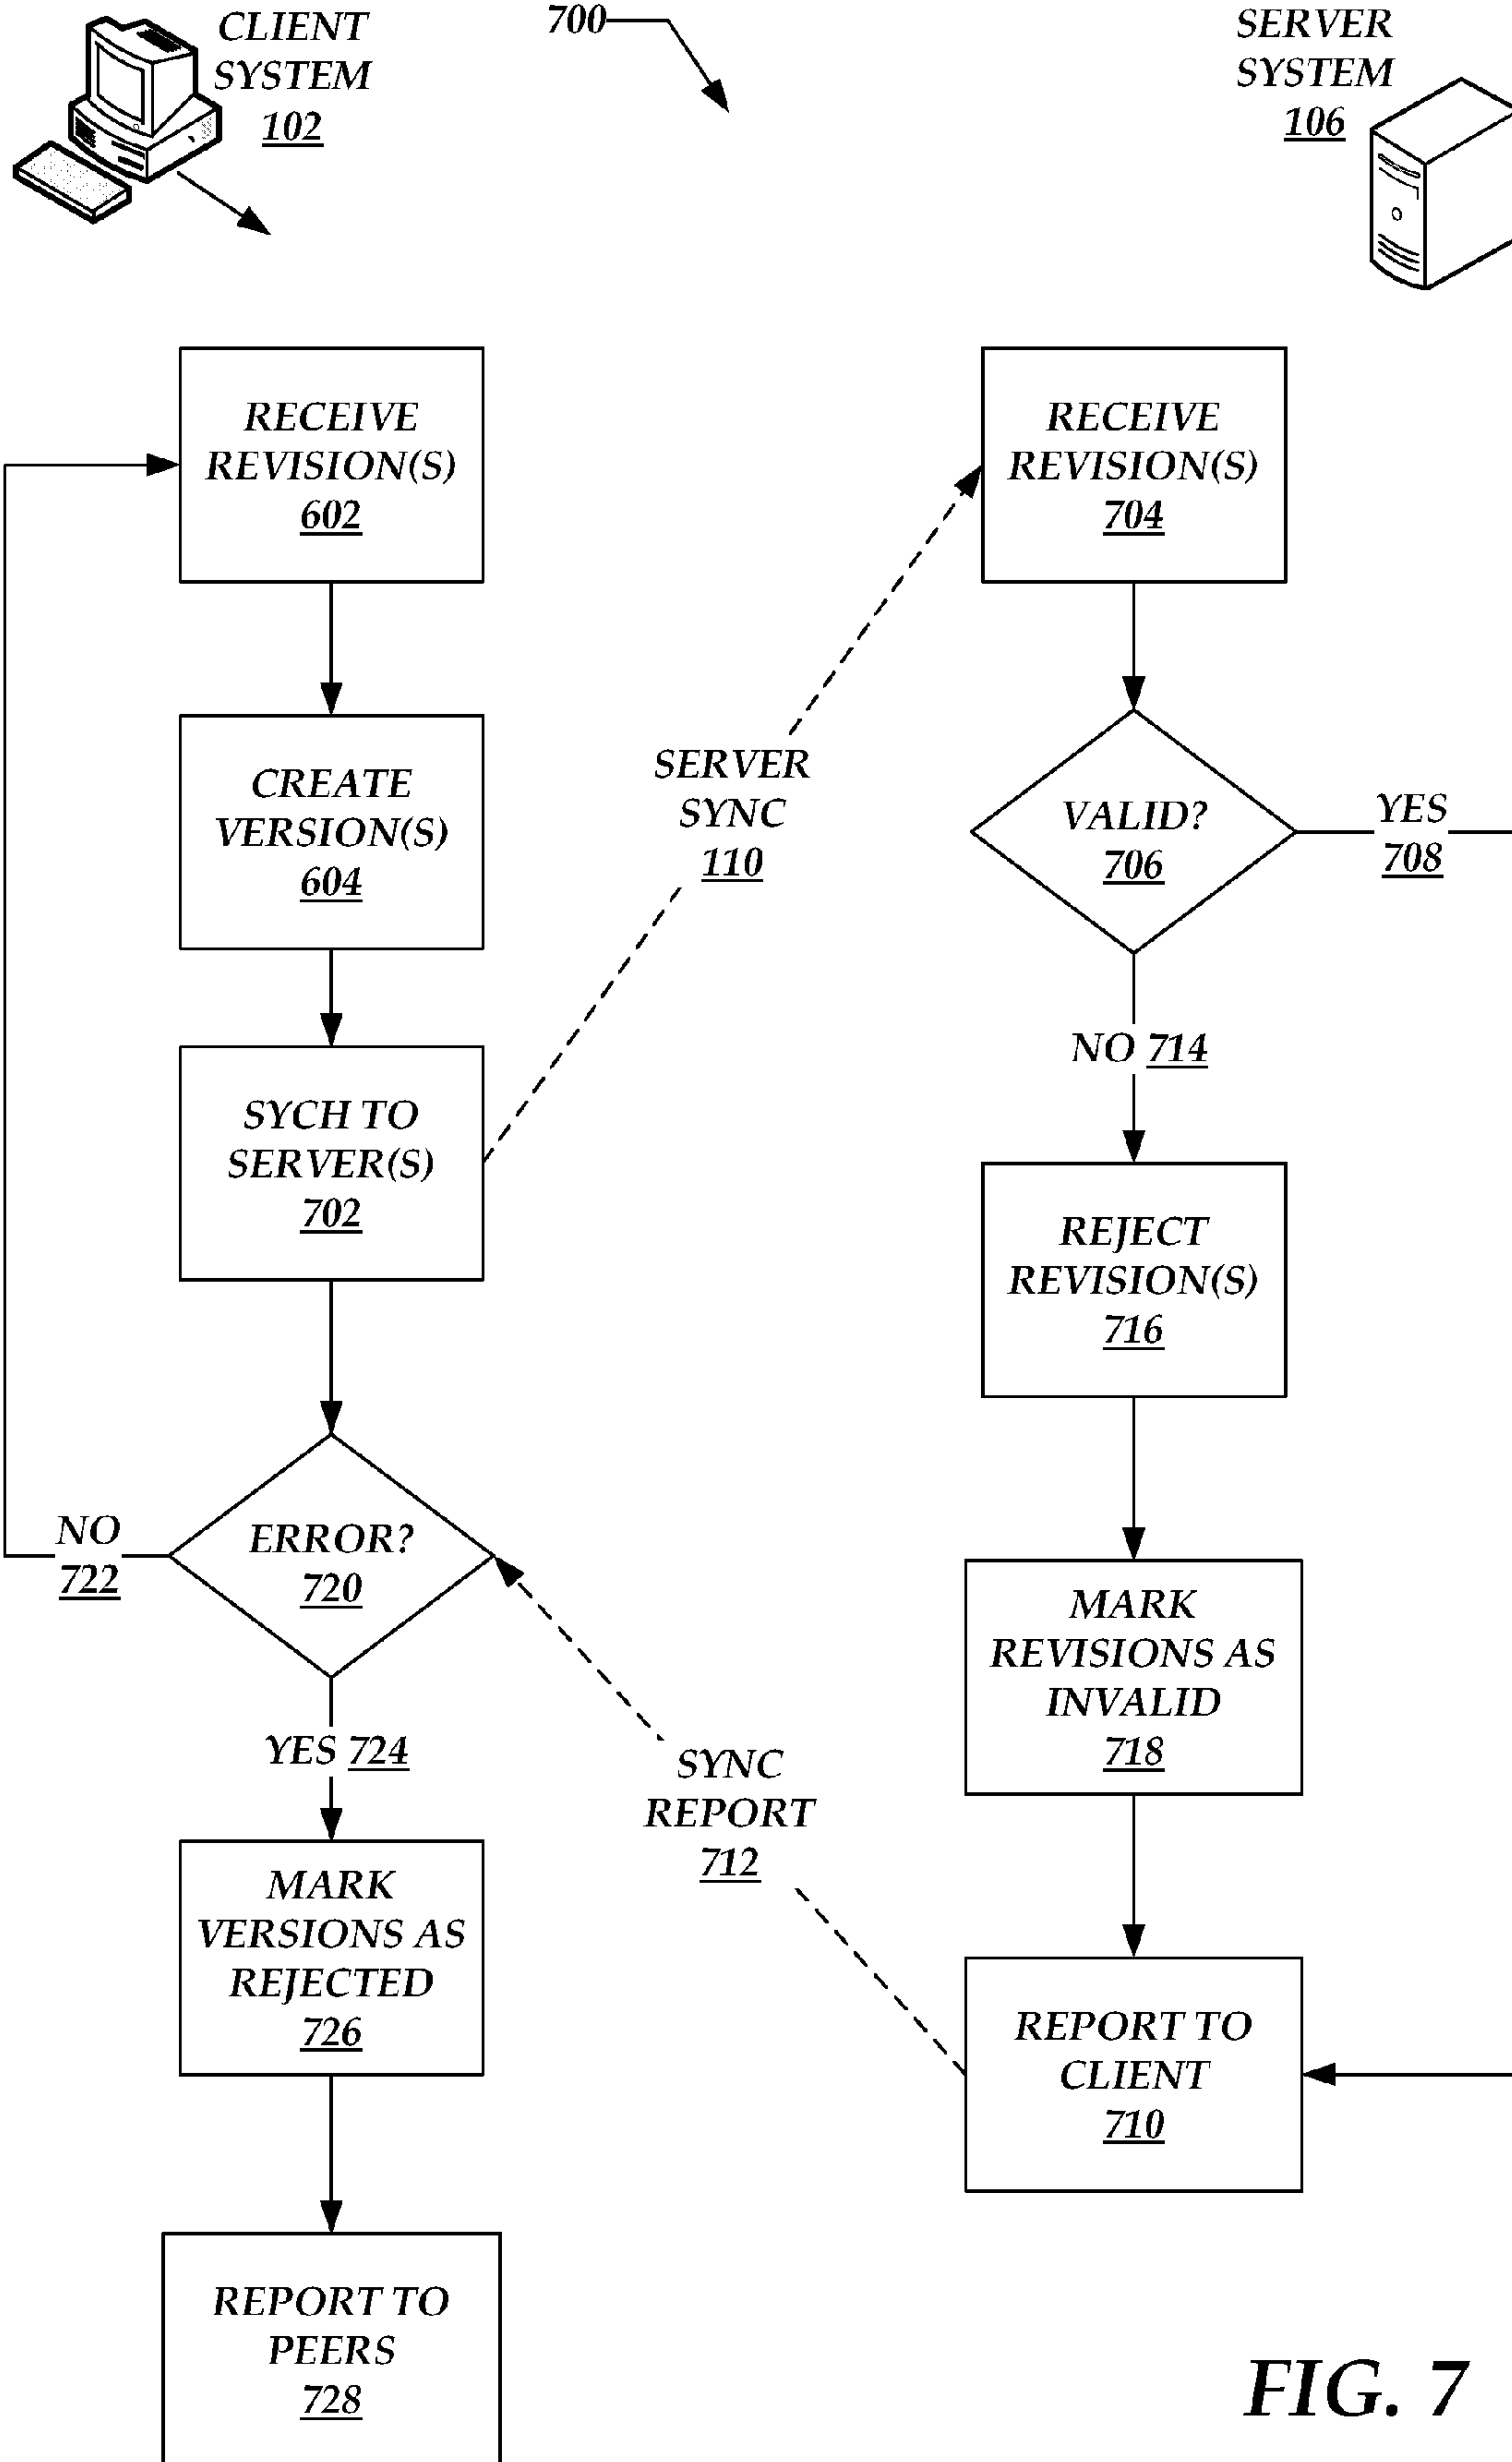 CLIENT
SYSTEM
102
700
SERVER
SYSTEM
106
RECEIVE
REVISION(S)
602
RECEIVE
REVISION(S)
704
CREATE
VERSION(S)
604
SERVER
SYNC
110
VALID?
706
YES
708
NO 714
SYCH TO
SERVER(S)
702
REJECT
REVISION(S)
716
ERROR?
720
NO
722
MARK
REVISIONS AS
INVALID
718
YES 724
SYNC
REPORT
712
MARK
VERSIONS AS
REJECTED
726
REPORT TO
CLIENT
710
REPORT TO
PEERS
728
FIG. 7